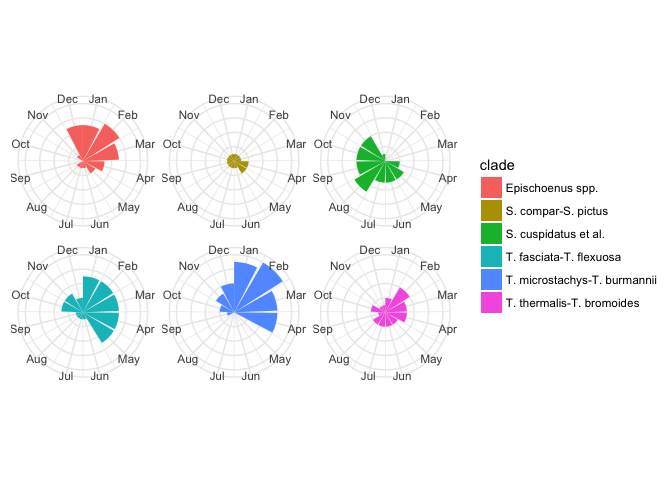 Dec Jan
Nov Feb
Oct Mar
Sep Apr
Aug May
Jul Jun
Dec Jan
Nov Feb
Oct Mar
Sep Apr
Aug May
Jul Jun
Dec Jan
Nov Feb
Oct Mar
Sep Apr
Aug May
Jul Jun
Dec Jan
Nov Feb
Oct Mar
Sep Apr
Aug May
Jul Jun
Dec Jan
Nov Feb
Oct Mar
Sep Apr
Aug May
Jul Jun
Dec Jan
Nov Feb
Oct Mar
Sep Apr
Aug May
Jul Jun
clade
Epischoenus spp.
S. compar-S. pictus
S. cuspidatus et al.
T. fasciata-T. flexuosa
T. microstachys-T. burmannii
T. thermalis-T. bromoides